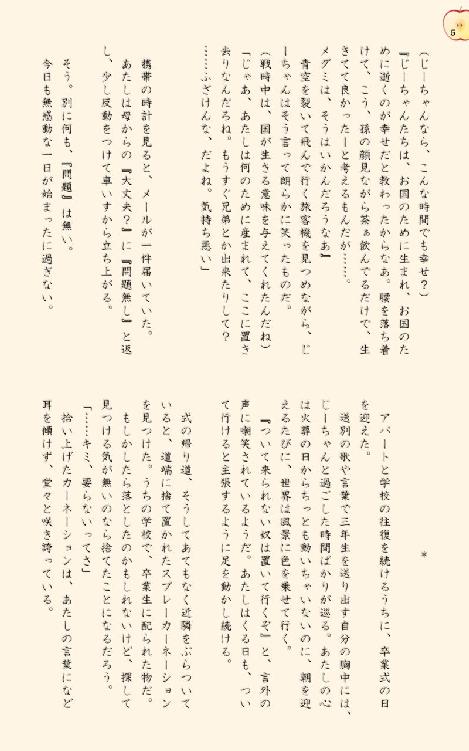 5
(じーちゃんなら、こんな時間でも幸せ？)
『じーちゃんたちは、お国のために生まれ、お国のた
めに逝くのが幸せだと教わったからなあ。腰を落ち着
けて、こう、孫の顔見ながら茶ぁ飲んでるだけで、生
きてて良かったーと考えるもんだが……。
メグミは、そうはいかんだろうなあ』
青空を裂いて飛んで行く旅客機を見つめながら、じ
ーちゃんはそう言って朗らかに笑ったものだ。
(戦時中は、国が生きる意味を与えてくれたんだね)
「じゃあ、あたしは何のために産まれて、ここに置き
去りなんだろね。もうすぐ兄弟とか出来たりして？
……ふざけんな、だよね。気持ち悪い」
携帯の時計を見ると、メールが一件届いていた。
あたしは母からの『大丈夫？』に『問題無し』と返
し、少し反動をつけて車いすから立ち上がる。
そう。別に何も、『問題』は無い。
今日も無感動な一日が始まったに過ぎない。
アパートと学校の往復を続けるうちに、卒業式の日
を迎えた。
＊
送別の歌や言葉で三年生を送り出す自分の胸中には、
じーちゃんと過ごした時間ばかりが巡る。あたしの心
は火葬の日からちっとも動いちゃいないのに、朝を迎
えるたびに、世界は風景に色を乗せて行く。
『ついて来られない奴は置いて行くぞ』と、言外の
声に嘲笑されているようだ。あたしはくる日も、つい
て行けると主張するように足を動かし続ける。
式の帰り道、そうしてあてもなく近隣をぶらついて
いると、道端に捨て置かれたスプレーカーネーション
を見つけた。うちの学校で、卒業生に配られた物だ。
もしかしたら落としたのかもしれないけど、探して
見つける気が無いのなら捨てたことになるだろう。
「……キミ、要らないってさ」
拾い上げたカーネーションは、あたしの言葉になど
耳を傾けず、堂々と咲き誇っている。